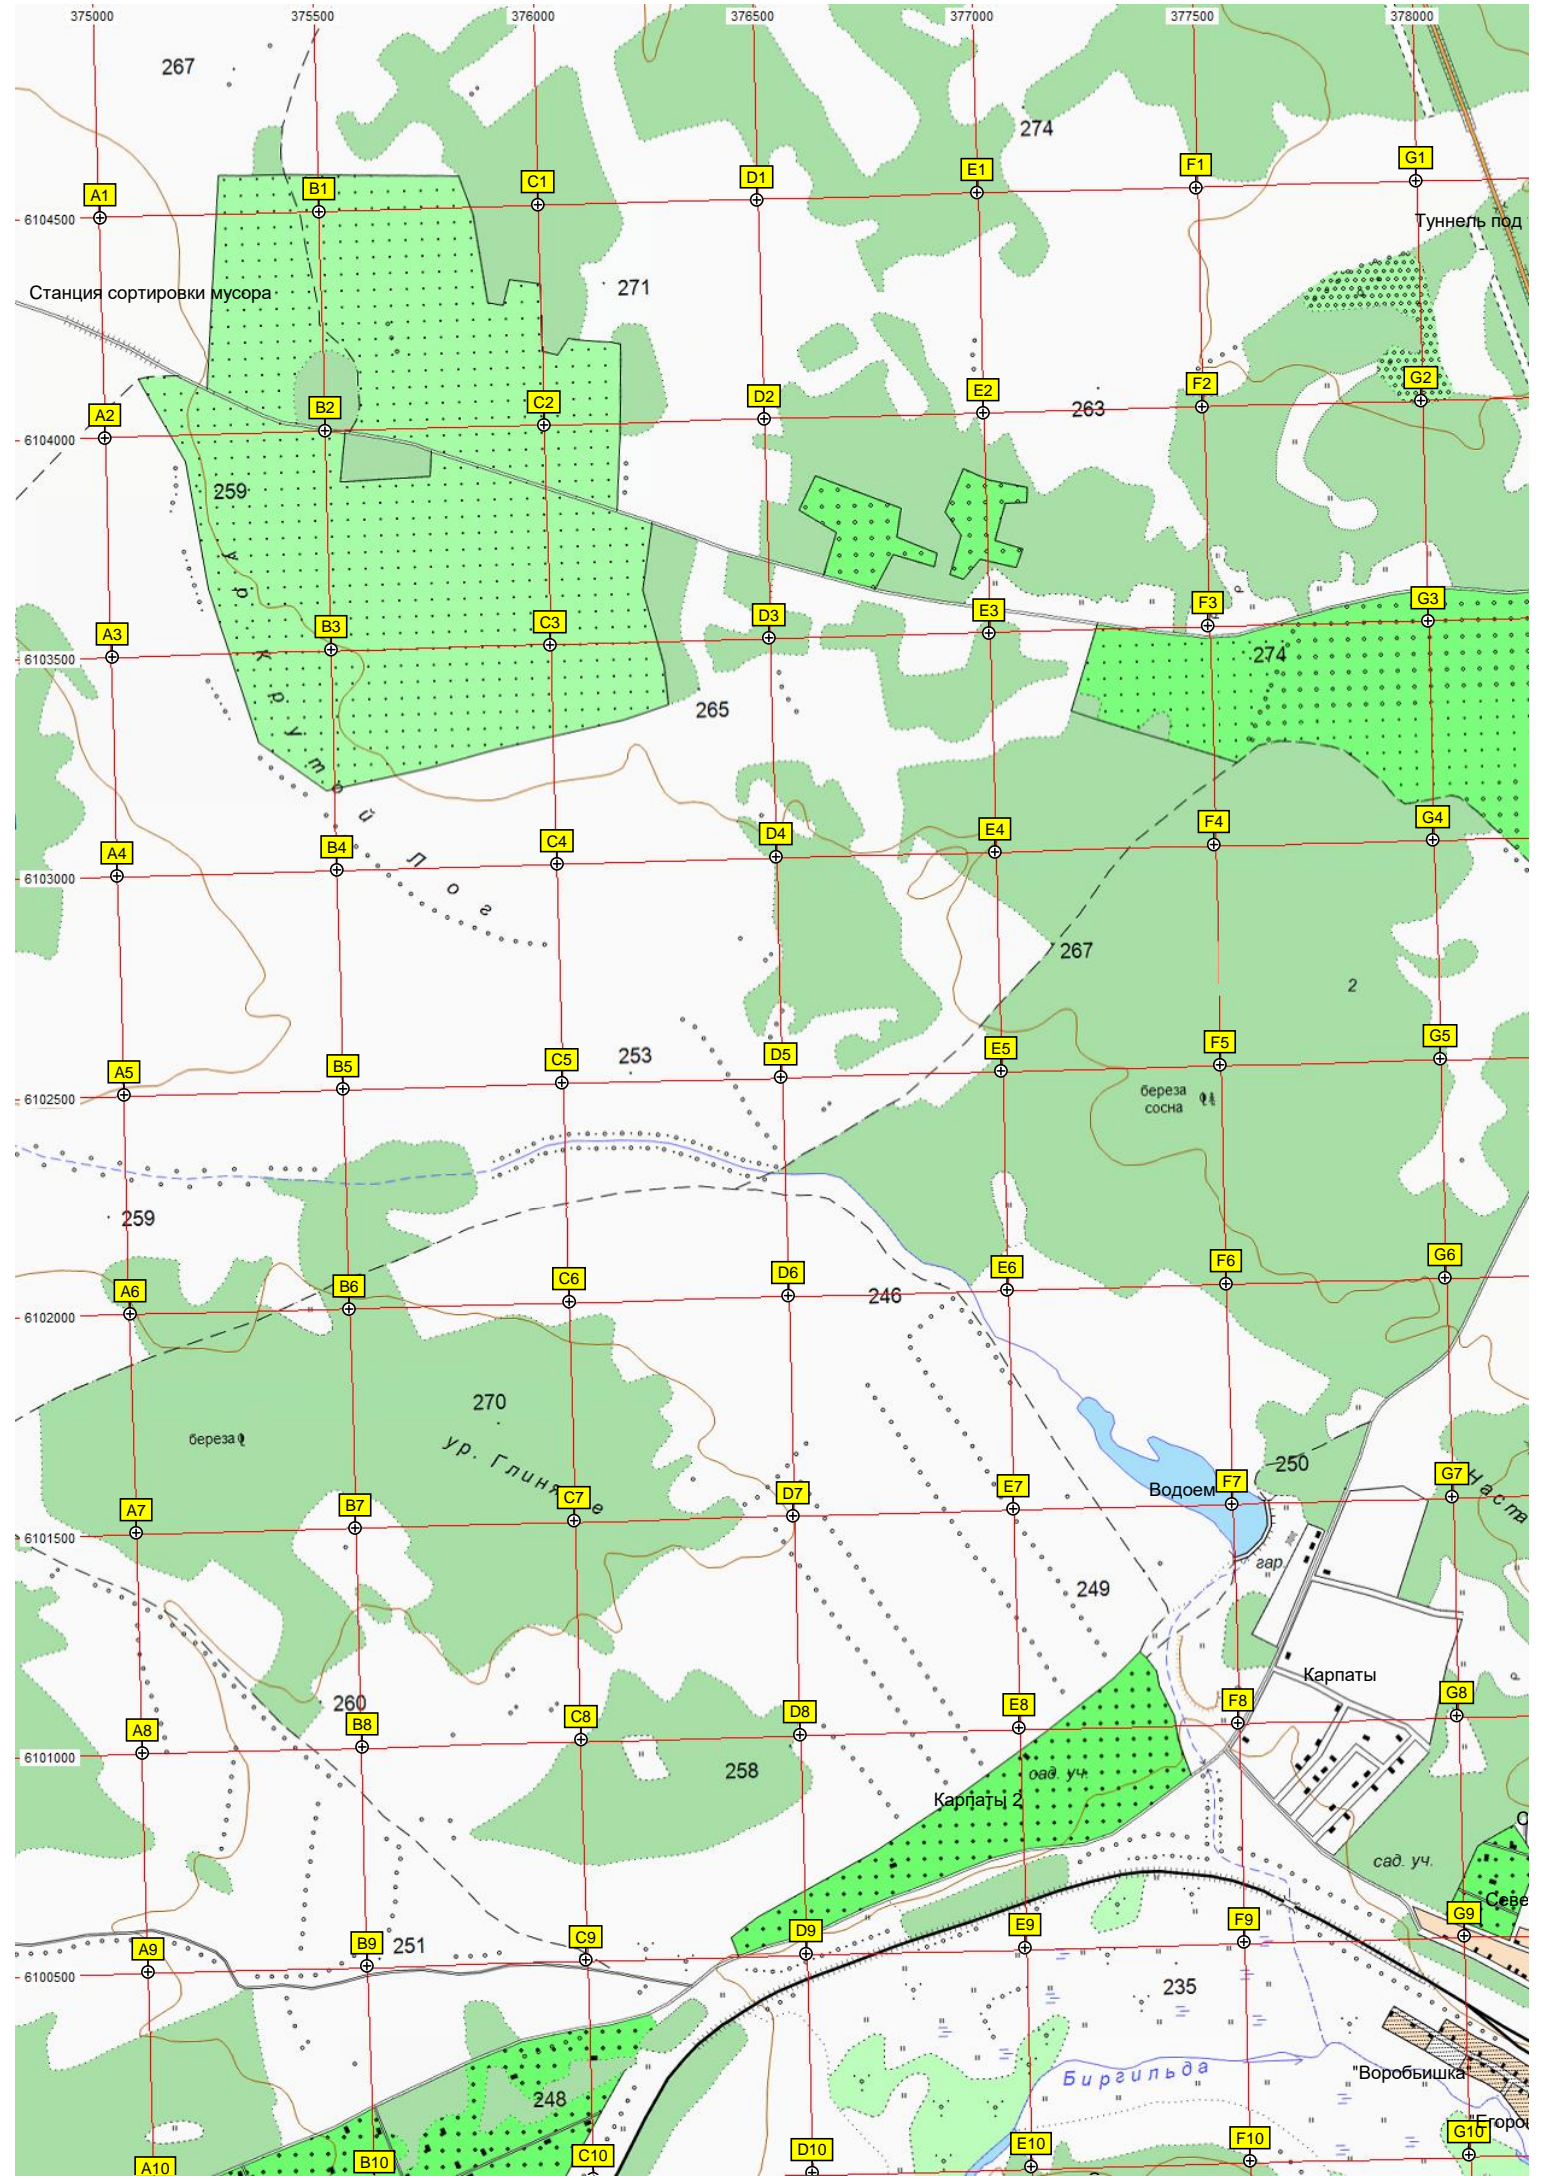 375000 375500 376000 376500 377000 377500 378000
267
274
A1 B1 C1 D1 E1 F1 G1
6104500
Туннель под
271
Станция сортировки мусора
A2 B2 C2 D2 E2 F2 G2
263
6104000
259
A3 B3 C3 D3 E3 F3 G3
6103500
274
265
ур. Крутой Лог
A4 B4 C4 D4 E4 F4 G4
6103000
267
2
A5 B5 C5 D5 E5 F5 G5
253
6102500
береза
сосна
259
A6 B6 C6 D6 E6 F6 G6
246
6102000
270
береза
ур. Глиняное
250
A7 B7 C7 D7 E7 F7 G7
Водоем
Наста
6101500
гар.
249
Карпаты
260
A8 B8 C8 D8 E8 F8 G8
6101000
258
сад. уч.
Карпаты 2
С
сад. уч.
Севе
A9 B9 C9 D9 E9 F9 G9
251
6100500
235
Биргильда
"Воробьишка"
248
"Егоро
A10 B10 C10 D10 E10 F10 G10